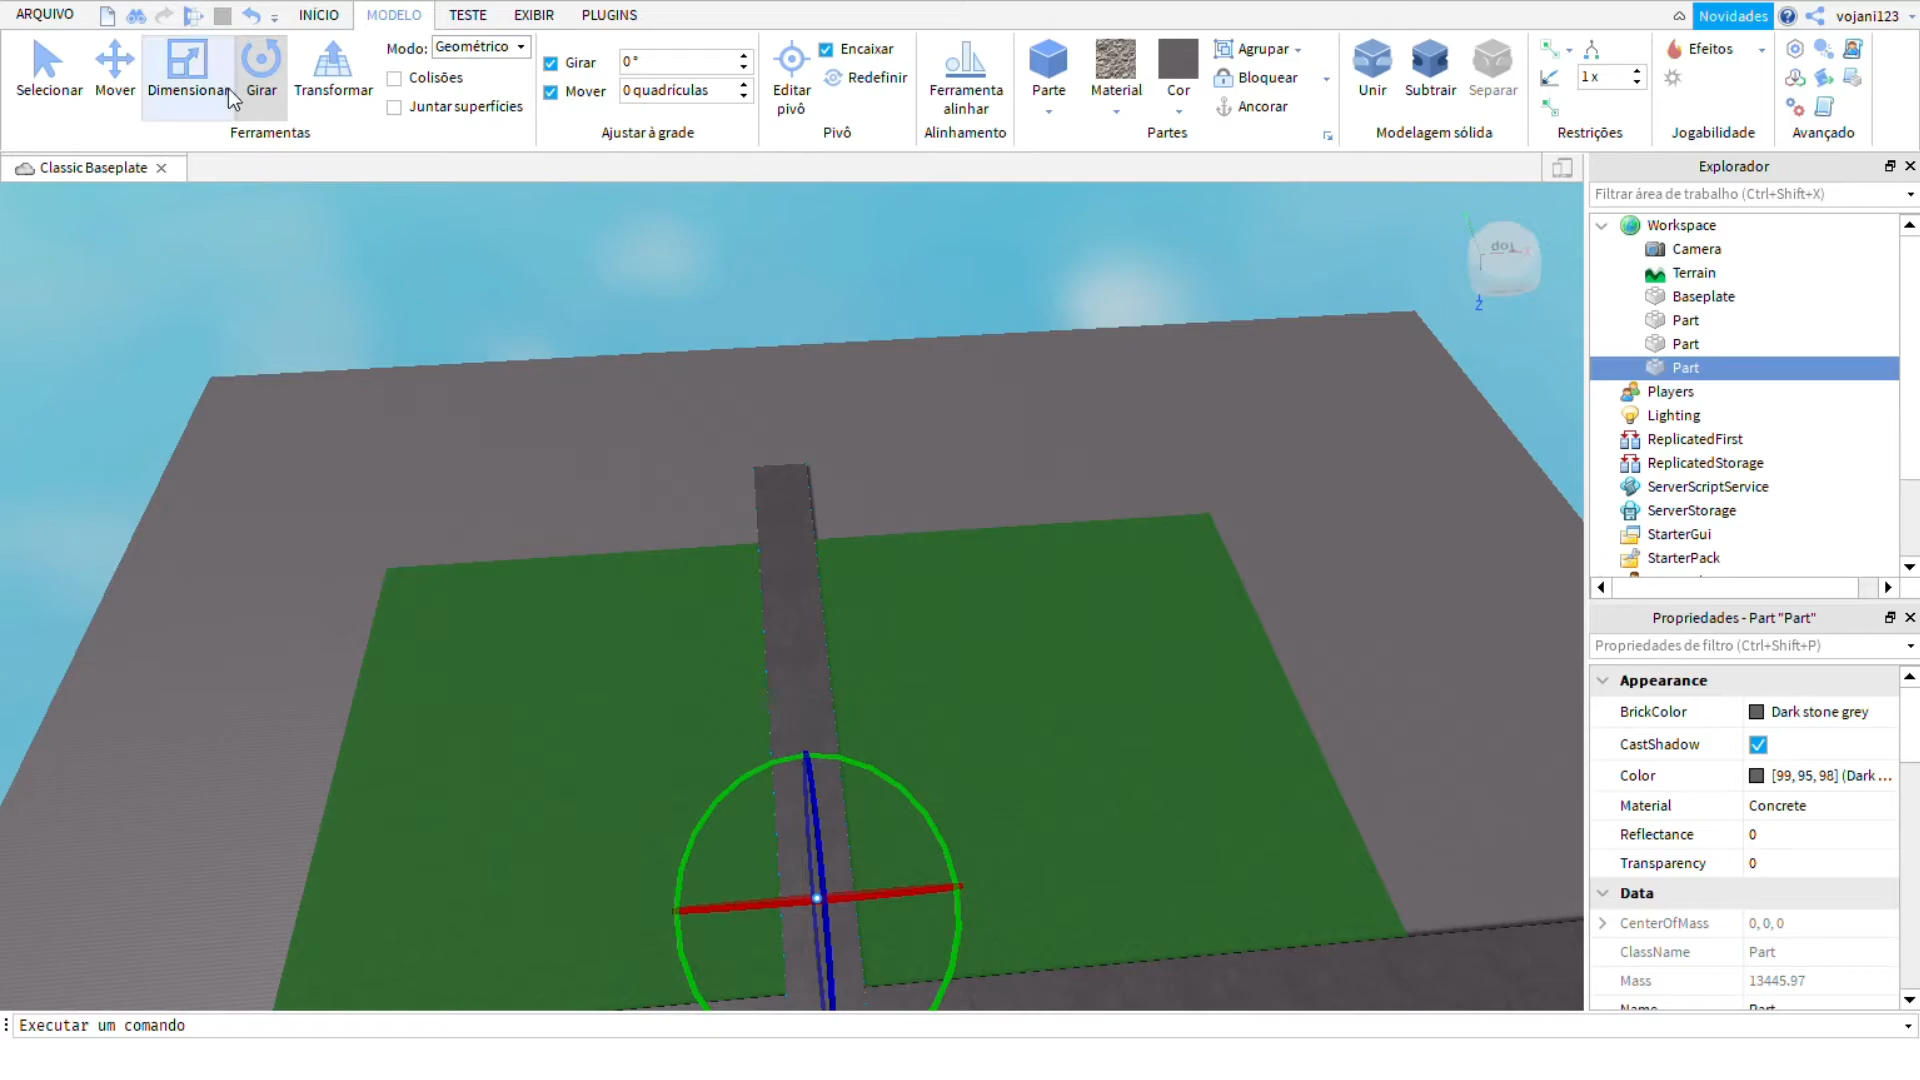 ARQUIVO
INÍCIO
MODELO
TESTE
EXIBIR
PLUGINS
Novidades
vojani123
Selecionar
Mover
Dimensionar
Girar
Transformar
Ferramentas
Modo: Geométrico
Colisões
Juntar superfícies
Girar 0 °
Mover 0 quadrículas
Ajustar à grade
Editar pivô
Encaixar
Redefinir
Pivô
Ferramenta alinhar
Alinhamento
Parte
Material
Cor
Agrupar
Bloquear
Ancorar
Partes
Unir
Subtrair
Separar
Modelagem sólida
1 x
Restrições
Efeitos
Jogabilidade
Avançado
Classic Baseplate
Top
X
Z
Explorador
Filtrar área de trabalho (Ctrl+Shift+X)
Workspace
Camera
Terrain
Baseplate
Part
Part
Part
Players
Lighting
ReplicatedFirst
ReplicatedStorage
ServerScriptService
ServerStorage
StarterGui
StarterPack
Propriedades - Part "Part"
Propriedades de filtro (Ctrl+Shift+P)
Appearance
BrickColor Dark stone grey
CastShadow
Color [99, 95, 98] (Dark ...
Material Concrete
Reflectance 0
Transparency 0
Data
CenterOfMass 0, 0, 0
ClassName Part
Mass 13445.97
Executar um comando